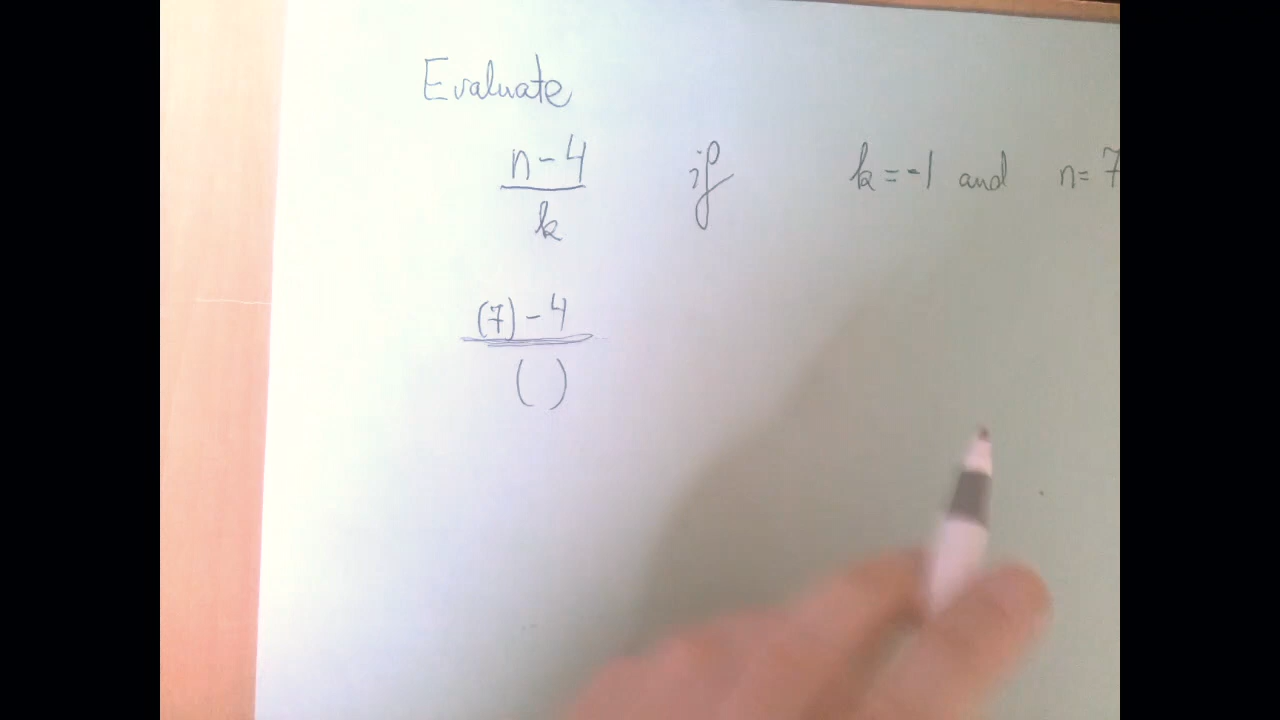 Evaluate
n-4 if k=-1 and n=7
k
(7)-4
( )